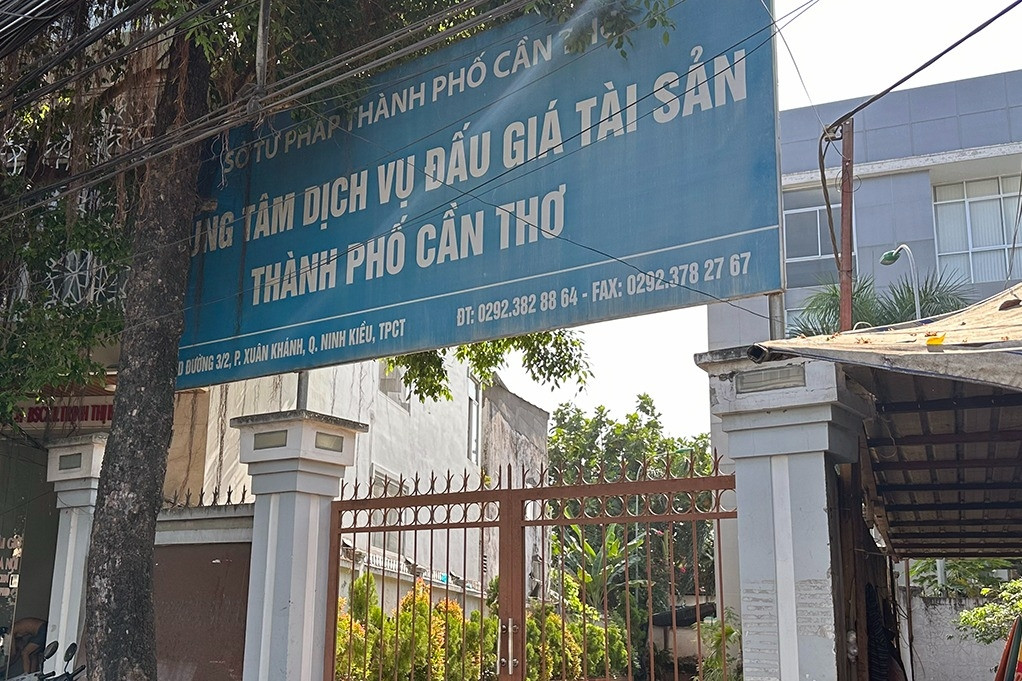 SỞ TƯ PHÁP THÀNH PHỐ CẦN THƠ
TÂM DỊCH VỤ ĐẤU GIÁ TÀI SẢN
THÀNH PHỐ CẦN THƠ
ĐƯỜNG 3/2, P. XUÂN KHÁNH, Q. NINH KIỀU, TPCT
ĐT: 0292.382 88 64 - FAX: 0292.378 27 67